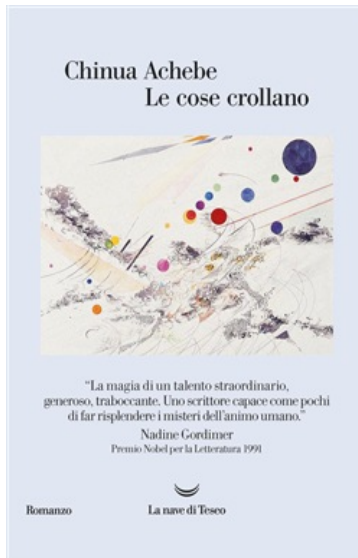 Chinua Achebe
Le cose crollano
“La magia di un talento straordinario,
generoso, traboccante. Uno scrittore capace come pochi
di far risplendere i misteri dell’animo umano.”
Nadine Gordimer
Premio Nobel per la Letteratura 1991
Romanzo
La nave di Teseo